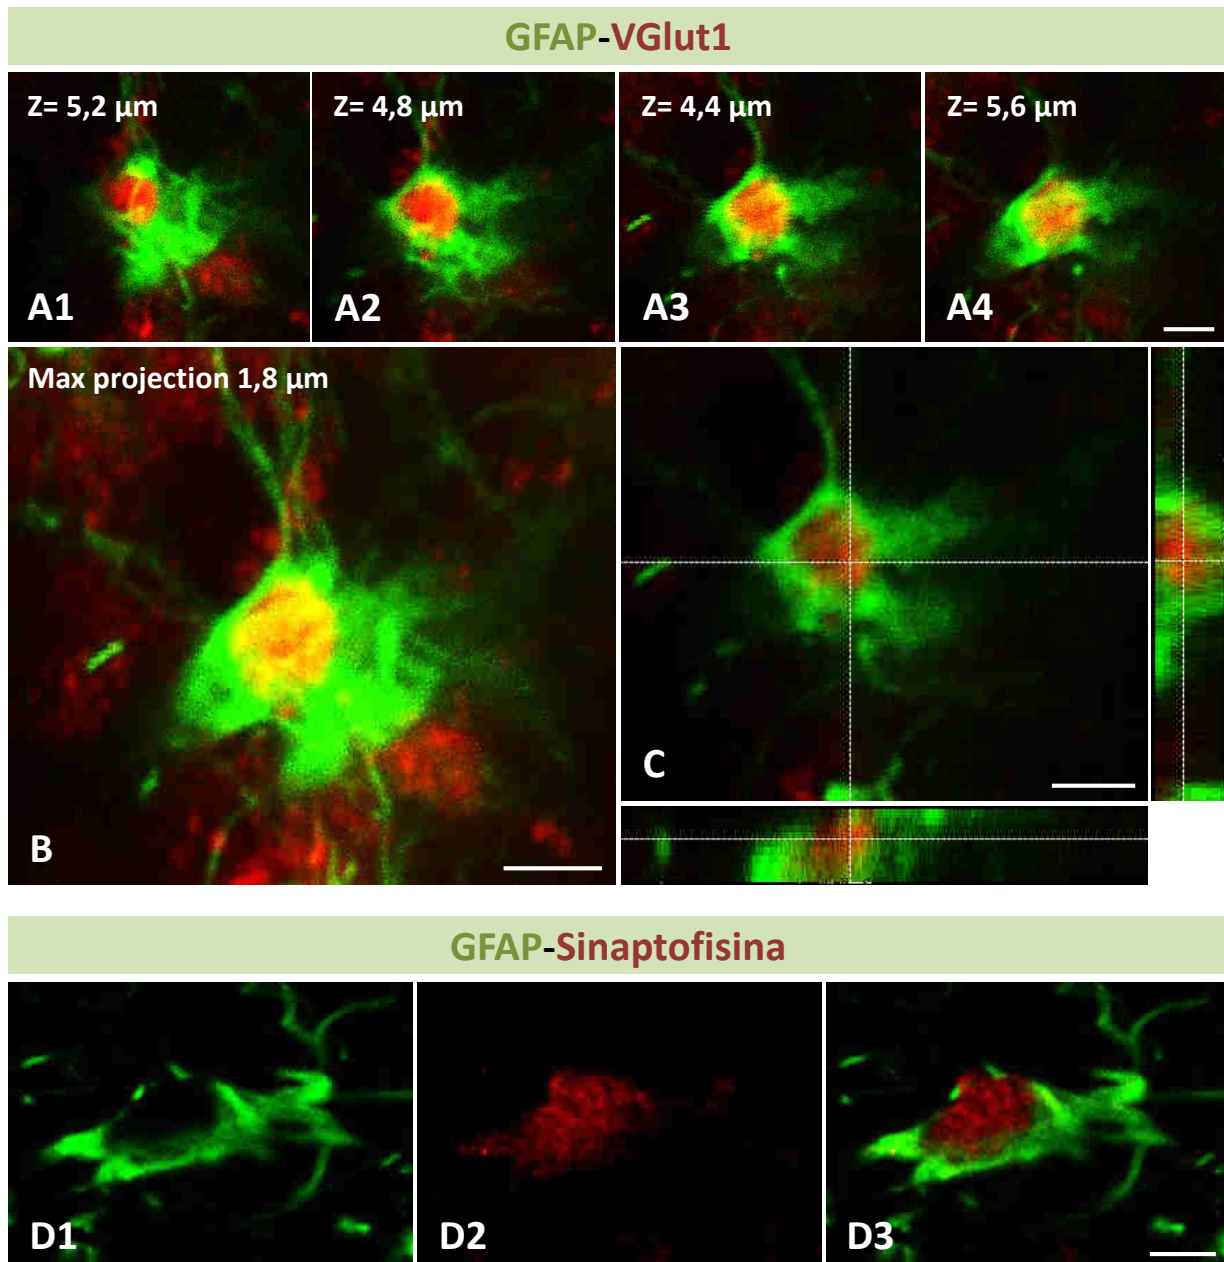 GFAP-VGlut1
Z= 5,2 µm
Z= 4,8 µm
Z= 4,4 µm
Z= 5,6 µm
A1
A2
A3
A4
Max projection 1,8 µm
B
C
GFAP-Sinaptofisina
D1
D2
D3